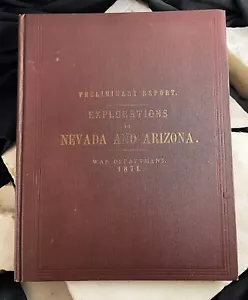 PRELIMINARY REPORT.
EXPLORATIONS
IN
NEVADA AND ARIZONA.
WAR DEPARTMENT.
1871.